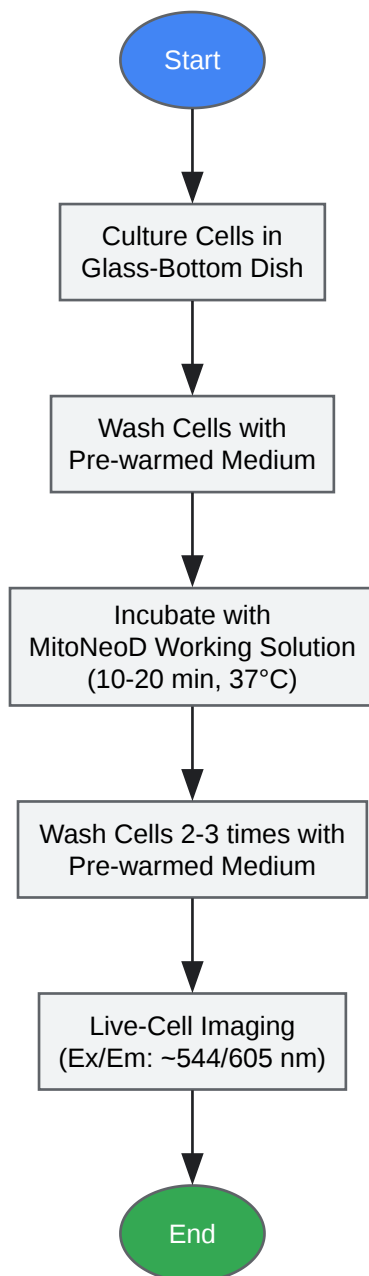 Start
Culture Cells in
Glass-Bottom Dish
Wash Cells with
Pre-warmed Medium
Incubate with
MitoNeoD Working Solution
(10-20 min, 37°C)
Wash Cells 2-3 times with
Pre-warmed Medium
Live-Cell Imaging
(Ex/Em: ~544/605 nm)
End